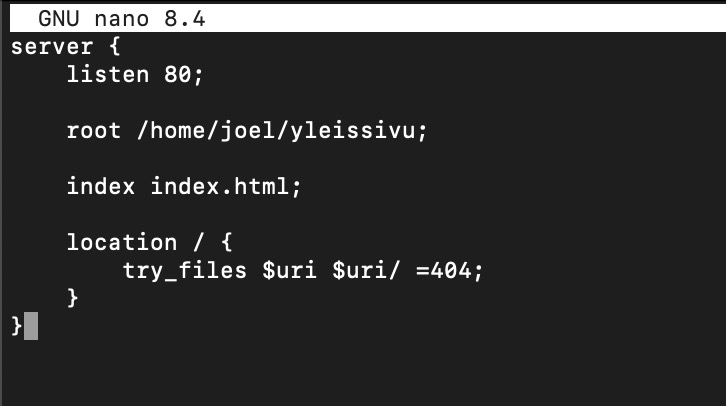 GNU nano 8.4
server {
    listen 80;
    root /home/joel/yleissivu;
    index index.html;
    location / {
        try_files $uri $uri/ =404;
    }
}